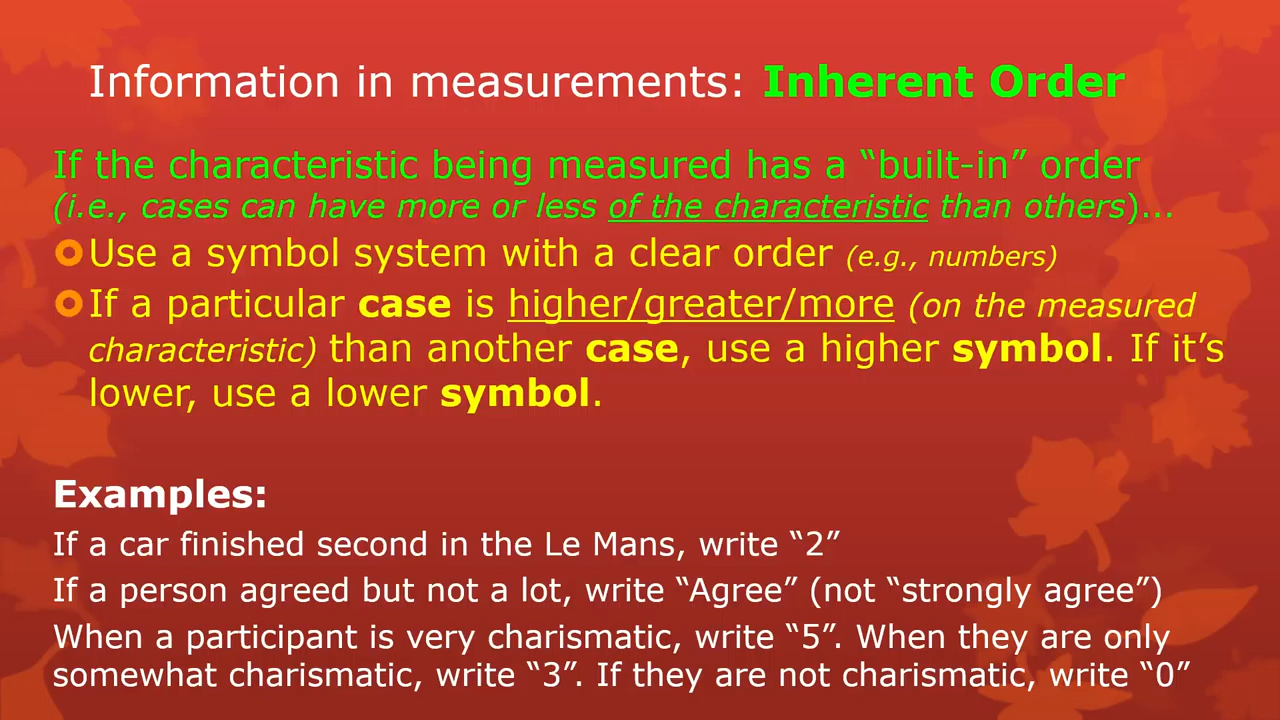 Information in measurements: Inherent Order
If the characteristic being measured has a “built-in” order
(i.e., cases can have more or less of the characteristic than others)...
Use a symbol system with a clear order (e.g., numbers)
If a particular case is higher/greater/more (on the measured
characteristic) than another case, use a higher symbol. If it’s
lower, use a lower symbol.
Examples:
If a car finished second in the Le Mans, write “2”
If a person agreed but not a lot, write “Agree” (not “strongly agree”)
When a participant is very charismatic, write “5”. When they are only
somewhat charismatic, write “3”. If they are not charismatic, write “0”